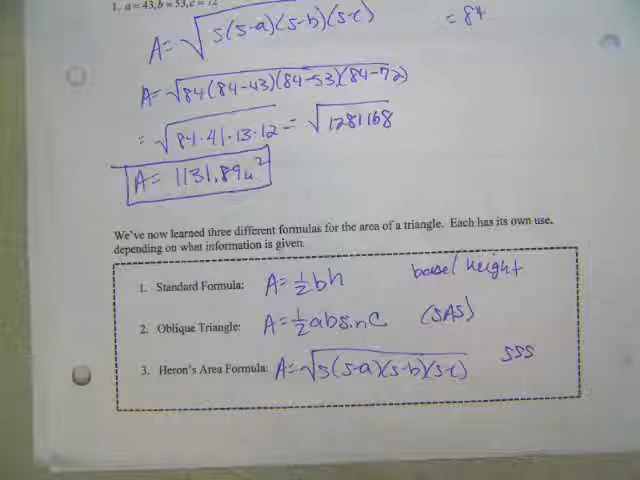 1. a = 43, b = 53, c = 72
= 84
A = √s(s-a)(s-b)(s-c)
A = √84(84-43)(84-53)(84-72)
= √84·41·13·12 = √1281168
A = 1131.89u²
We've now learned three different formulas for the area of a triangle. Each has its own use,
depending on what information is given.
1. Standard Formula: A = ½bh base/height
2. Oblique Triangle: A = ½absinC (SAS)
3. Heron's Area Formula: A = √s(s-a)(s-b)(s-c) SSS